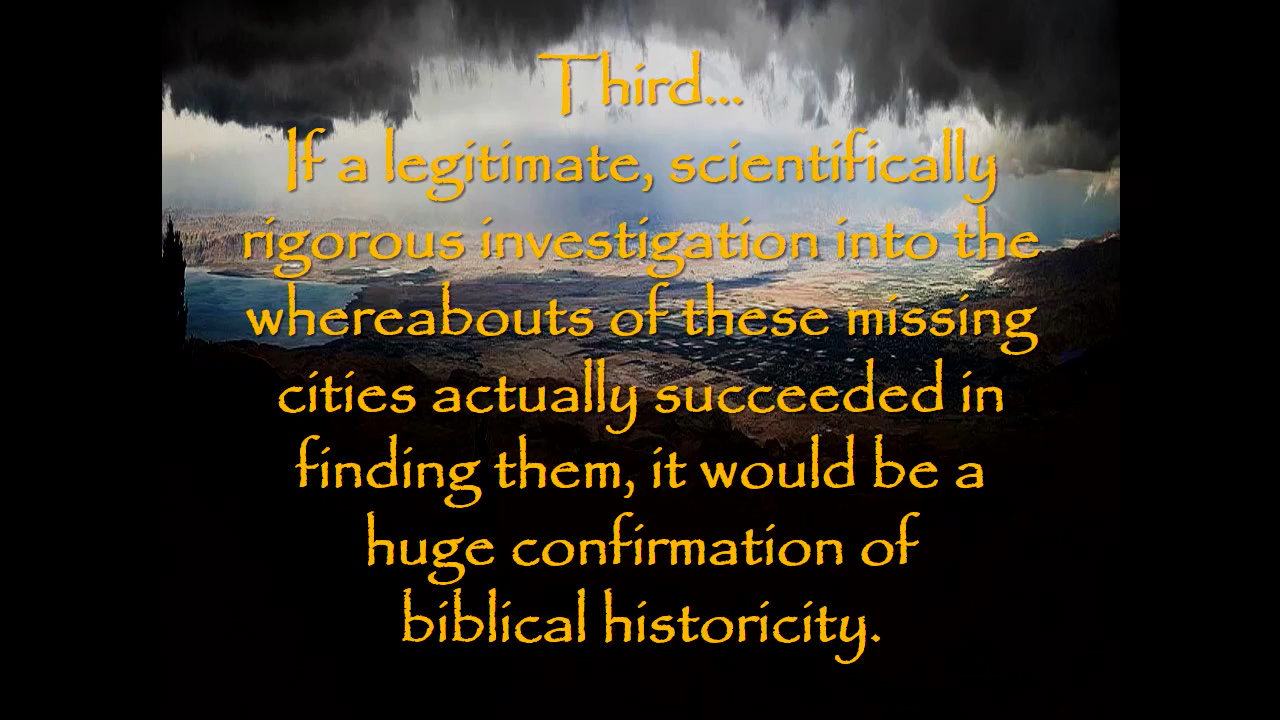 Third...
If a legitimate, scientifically
rigorous investigation into the
whereabouts of these missing
cities actually succeeded in
finding them, it would be a
huge confirmation of
biblical historicity.